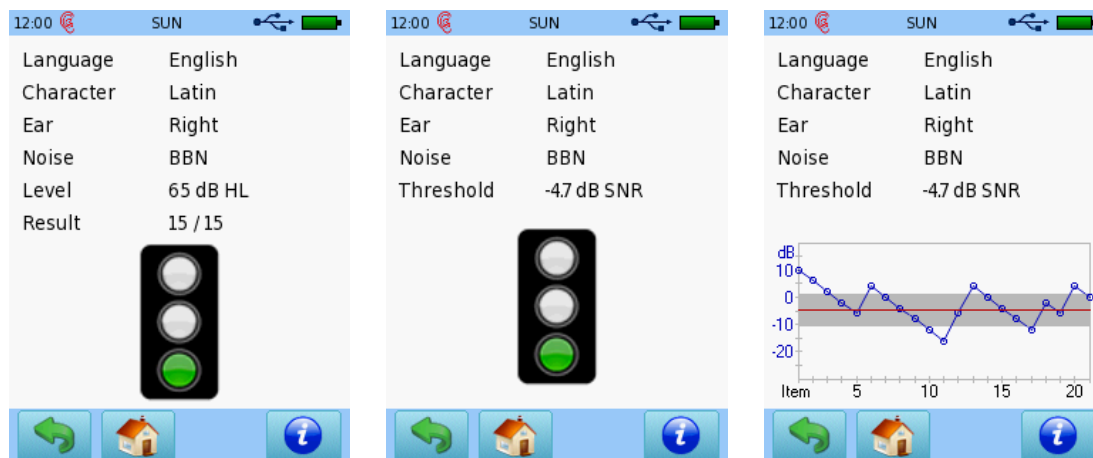 12:00 SUN
Language English
Character Latin
Ear Right
Noise BBN
Level 65 dB HL
Result 15 / 15
12:00 SUN
Language English
Character Latin
Ear Right
Noise BBN
Threshold -4.7 dB SNR
12:00 SUN
Language English
Character Latin
Ear Right
Noise BBN
Threshold -4.7 dB SNR
dB
10
0
-10
-20
Item 5 10 15 20
i
i
i